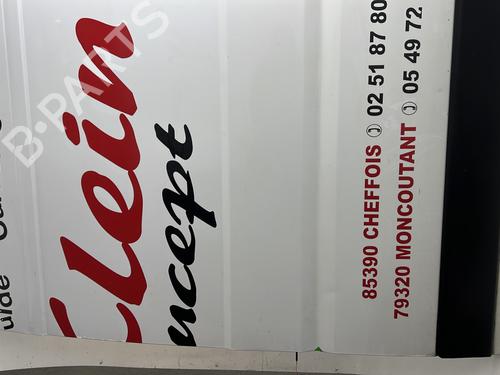 Clein
ncept
85390 CHEFFOIS ✆ 02 51 87 80
79320 MONCOUTANT ✆ 05 49 72
B-PARTS